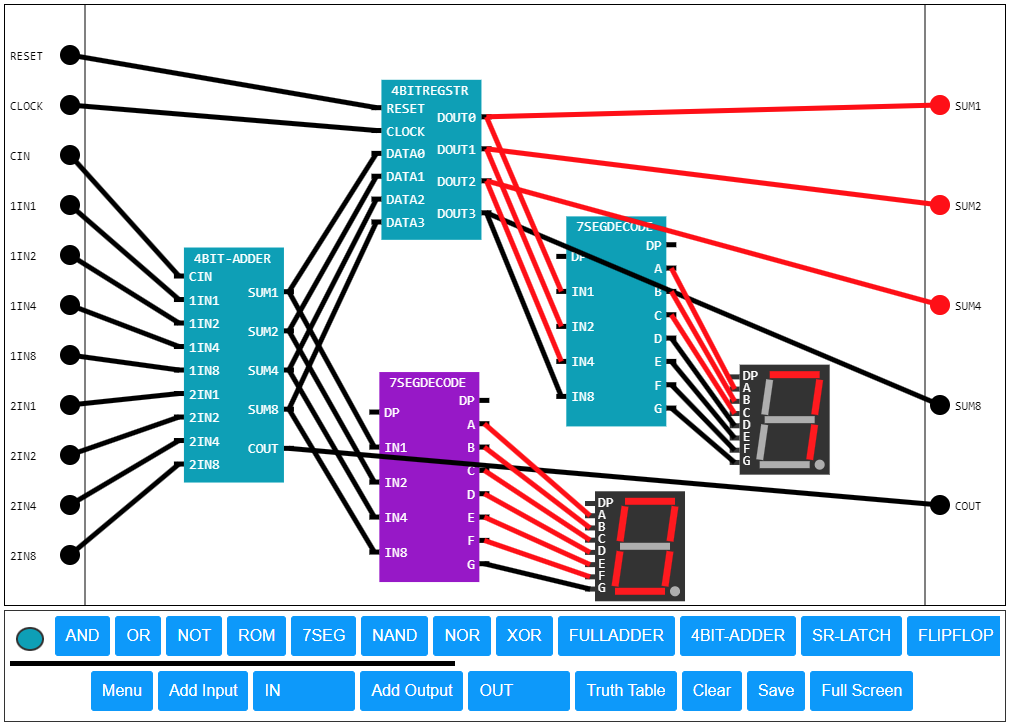 RESET
CLOCK
CIN
1IN1
1IN2
1IN4
1IN8
2IN1
2IN2
2IN4
2IN8
4BIT-ADDER
CIN
1IN1
1IN2
1IN4
1IN8
2IN1
2IN2
2IN4
2IN8
SUM1
SUM2
SUM4
SUM8
COUT
4BITREGSTR
RESET
CLOCK
DATA0
DATA1
DATA2
DATA3
DOUT0
DOUT1
DOUT2
DOUT3
7SEGDECODE
DP
IN1
IN2
IN4
IN8
DP
A
B
C
D
E
F
G
7SEGDECODE
DP
IN1
IN2
IN4
IN8
DP
A
B
C
D
E
F
G
DP
A
B
C
D
E
F
G
DP
A
B
C
D
E
F
G
SUM1
SUM2
SUM4
SUM8
COUT
AND OR NOT ROM 7SEG NAND NOR XOR FULLADDER 4BIT-ADDER SR-LATCH FLIPFLOP
Menu Add Input IN Add Output OUT Truth Table Clear Save Full Screen